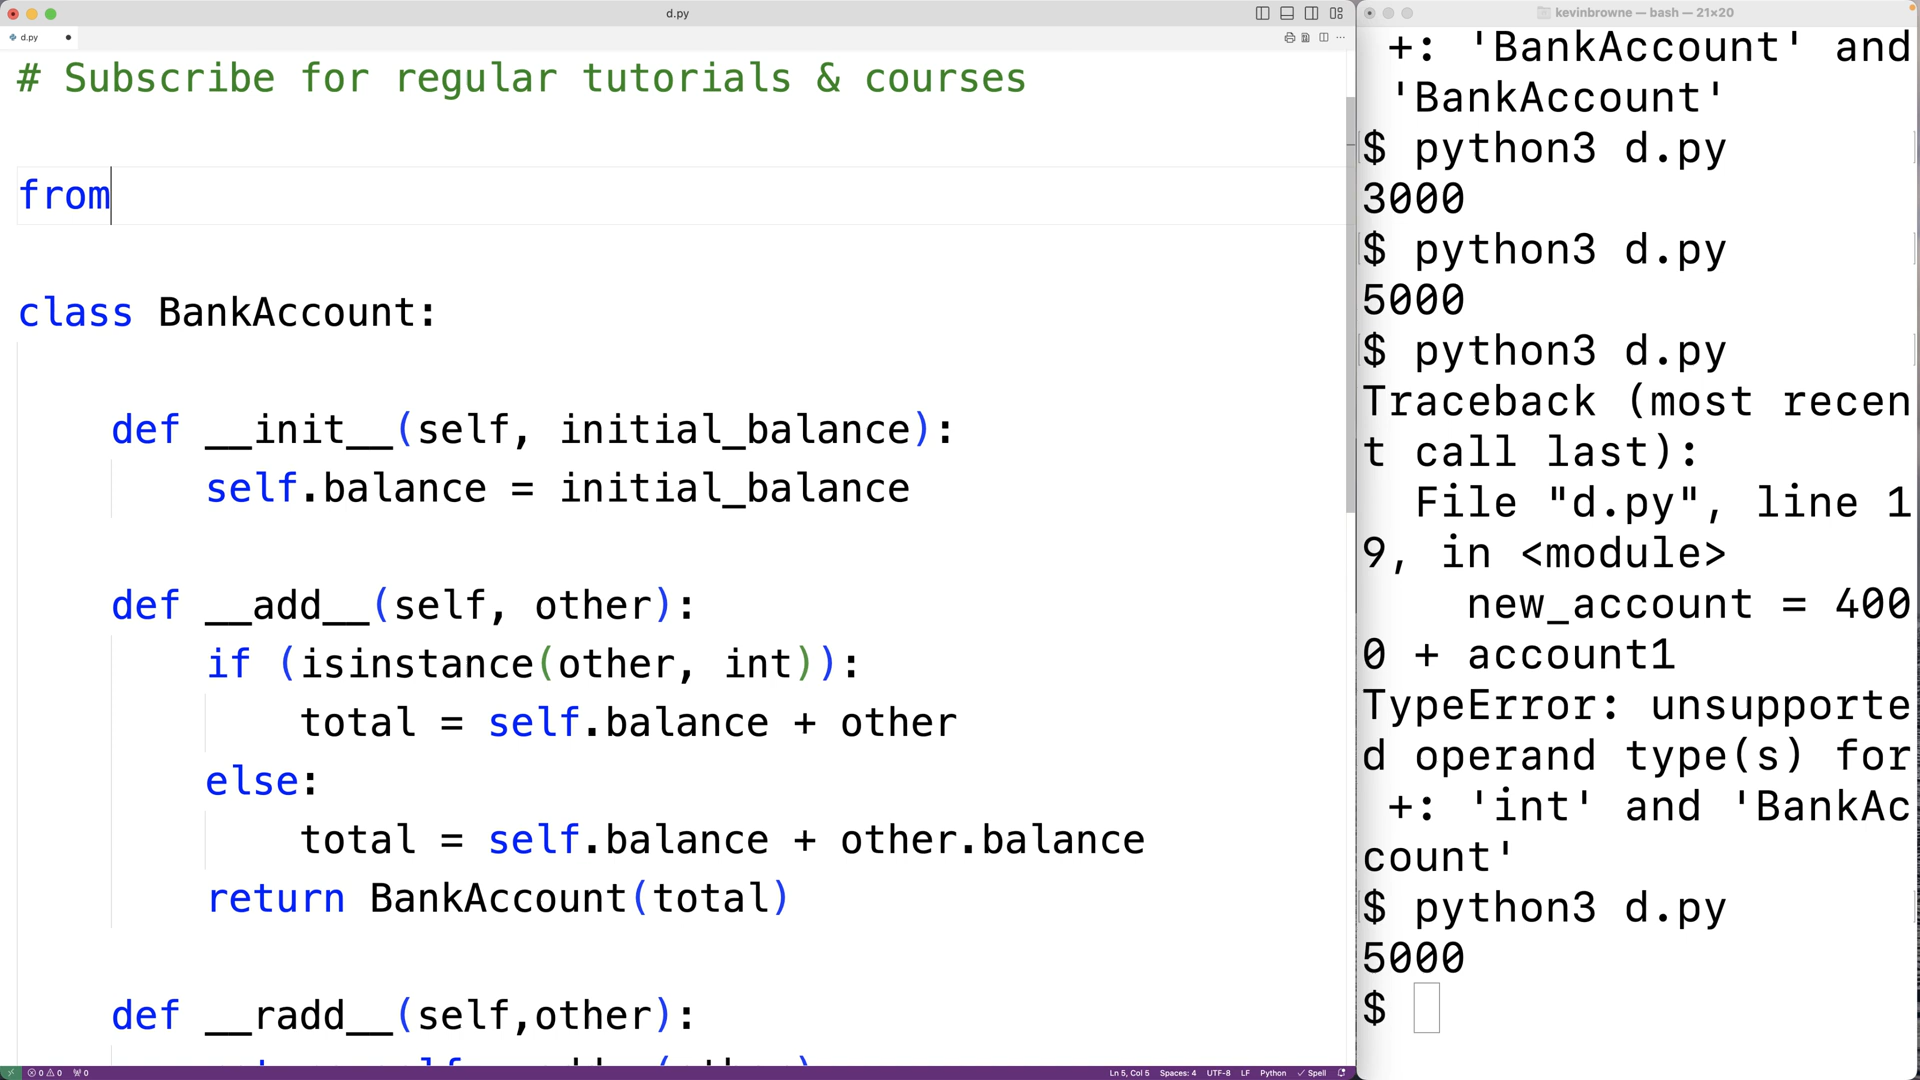 d.py
d.py
# Subscribe for regular tutorials & courses
from
class BankAccount:
def __init__(self, initial_balance):
self.balance = initial_balance
def __add__(self, other):
if (isinstance(other, int)):
total = self.balance + other
else:
total = self.balance + other.balance
return BankAccount(total)
def __radd__(self,other):
Ln 5, Col 5 Spaces: 4 UTF-8 LF Python Spell
kevinbrowne — bash — 21×20
+: 'BankAccount' and
'BankAccount'
$ python3 d.py
3000
$ python3 d.py
5000
$ python3 d.py
Traceback (most recen
t call last):
File "d.py", line 1
9, in <module>
new_account = 400
0 + account1
TypeError: unsupporte
d operand type(s) for
+: 'int' and 'BankAc
count'
$ python3 d.py
5000
$